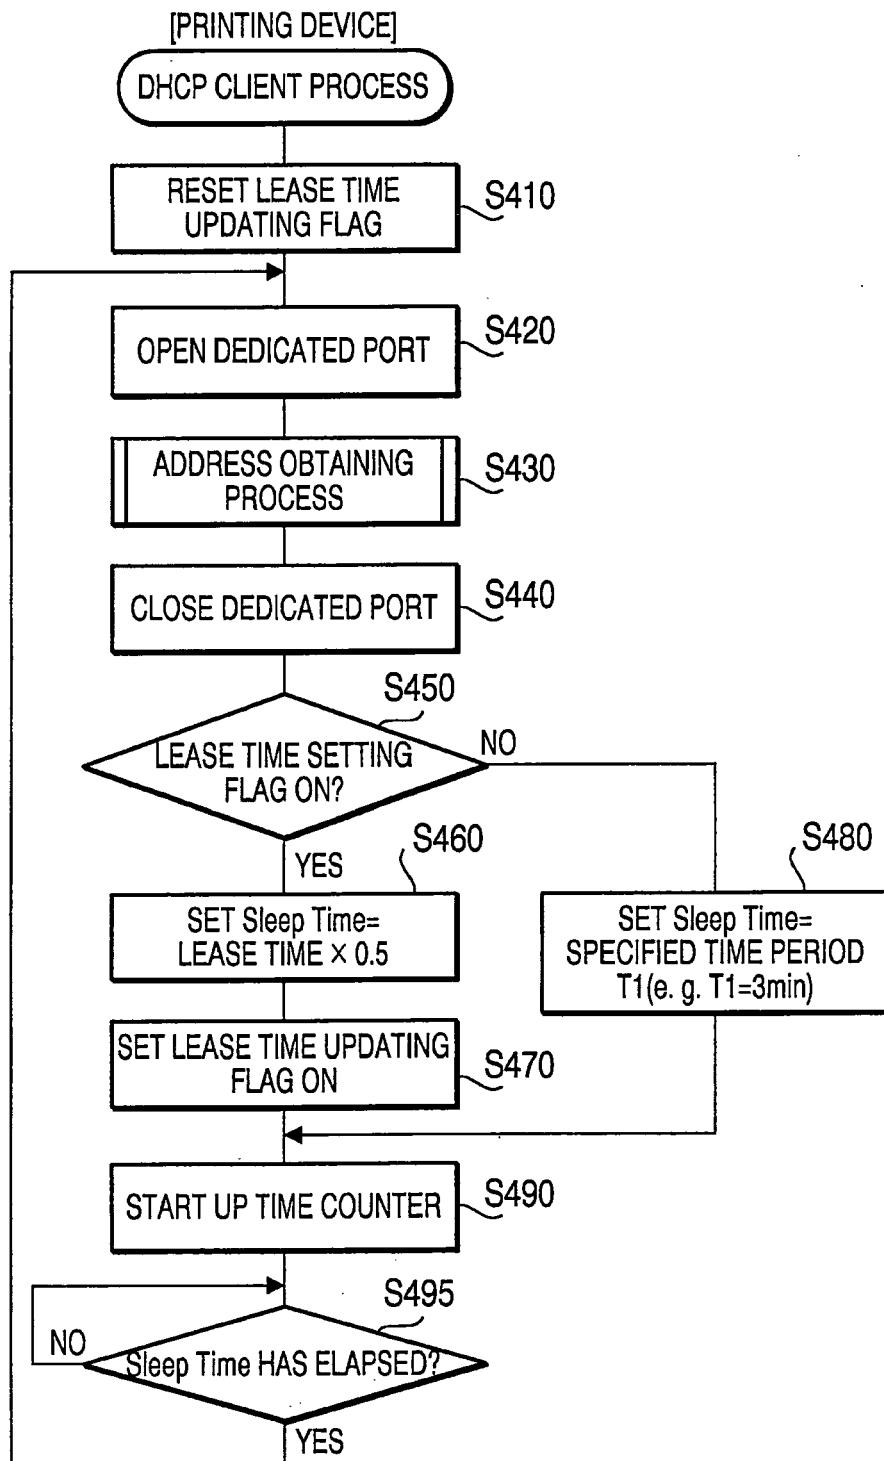 [PRINTING DEVICE]
DHCP CLIENT PROCESS
RESET LEASE TIME
UPDATING FLAG
S410
OPEN DEDICATED PORT
S420
ADDRESS OBTAINING
PROCESS
S430
CLOSE DEDICATED PORT
S440
S450
LEASE TIME SETTING
FLAG ON?
NO
YES
S460
SET Sleep Time=
LEASE TIME × 0.5
S480
SET Sleep Time=
SPECIFIED TIME PERIOD
T1(e. g. T1=3min)
SET LEASE TIME UPDATING
FLAG ON
S470
START UP TIME COUNTER
S490
S495
Sleep Time HAS ELAPSED?
NO
YES